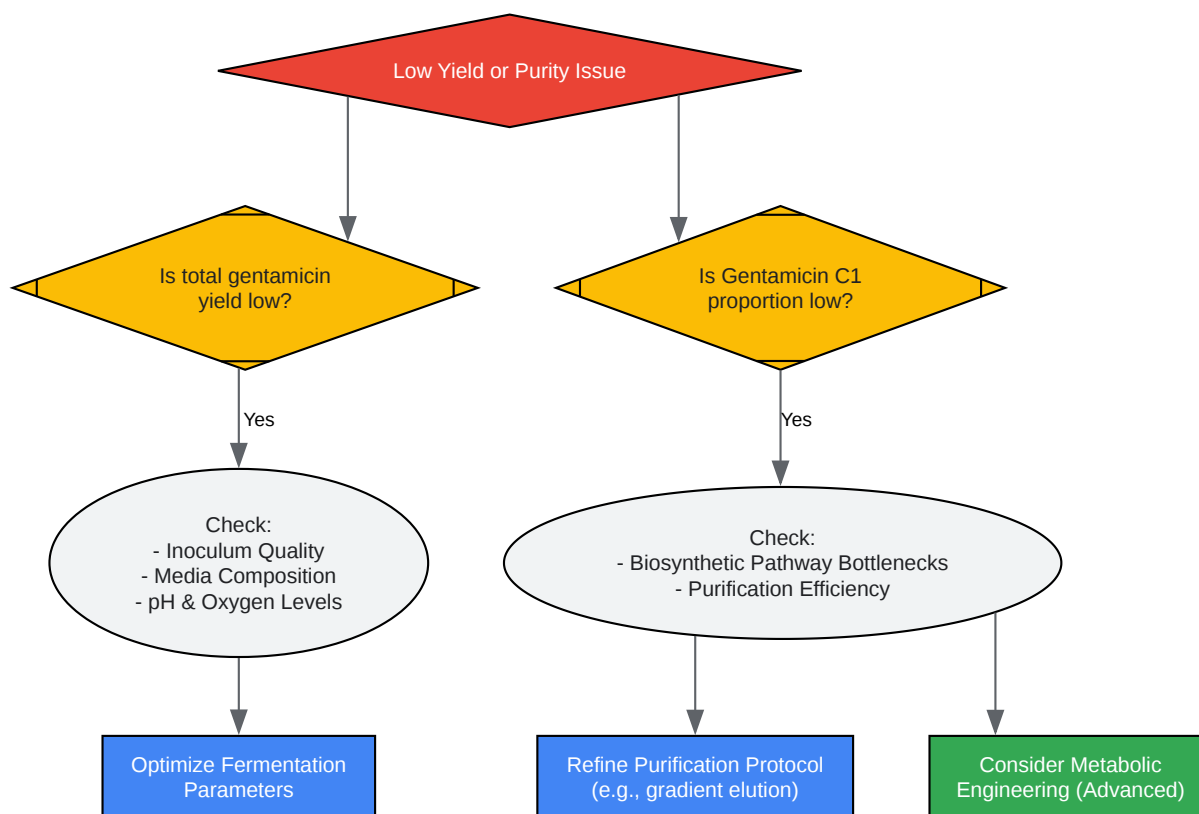 Low Yield or Purity Issue
Is total gentamicin
yield low?
Is Gentamicin C1
proportion low?
Yes
Yes
Check:
- Inoculum Quality
- Media Composition
- pH & Oxygen Levels
Check:
- Biosynthetic Pathway Bottlenecks
- Purification Efficiency
Optimize Fermentation
Parameters
Refine Purification Protocol
(e.g., gradient elution)
Consider Metabolic
Engineering (Advanced)